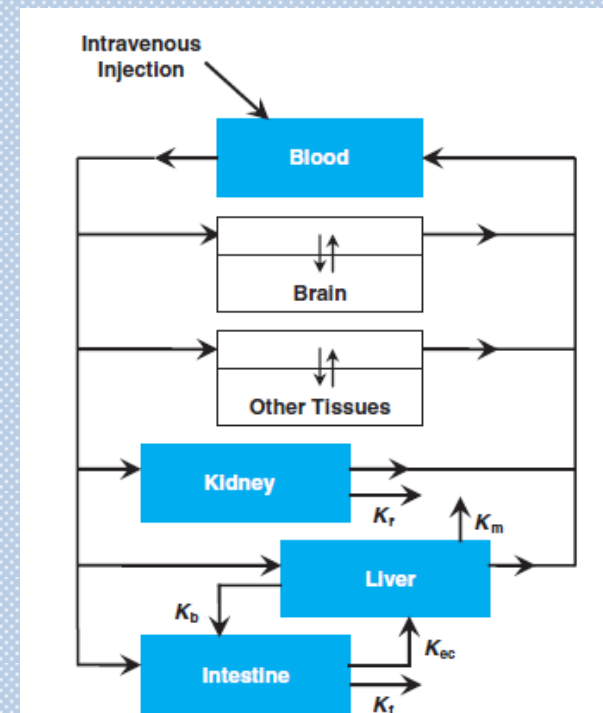 Intravenous
Injection
Blood
Brain
Other Tissues
Kidney
Kr
Km
Liver
Kb
Kec
Intestine
Kf